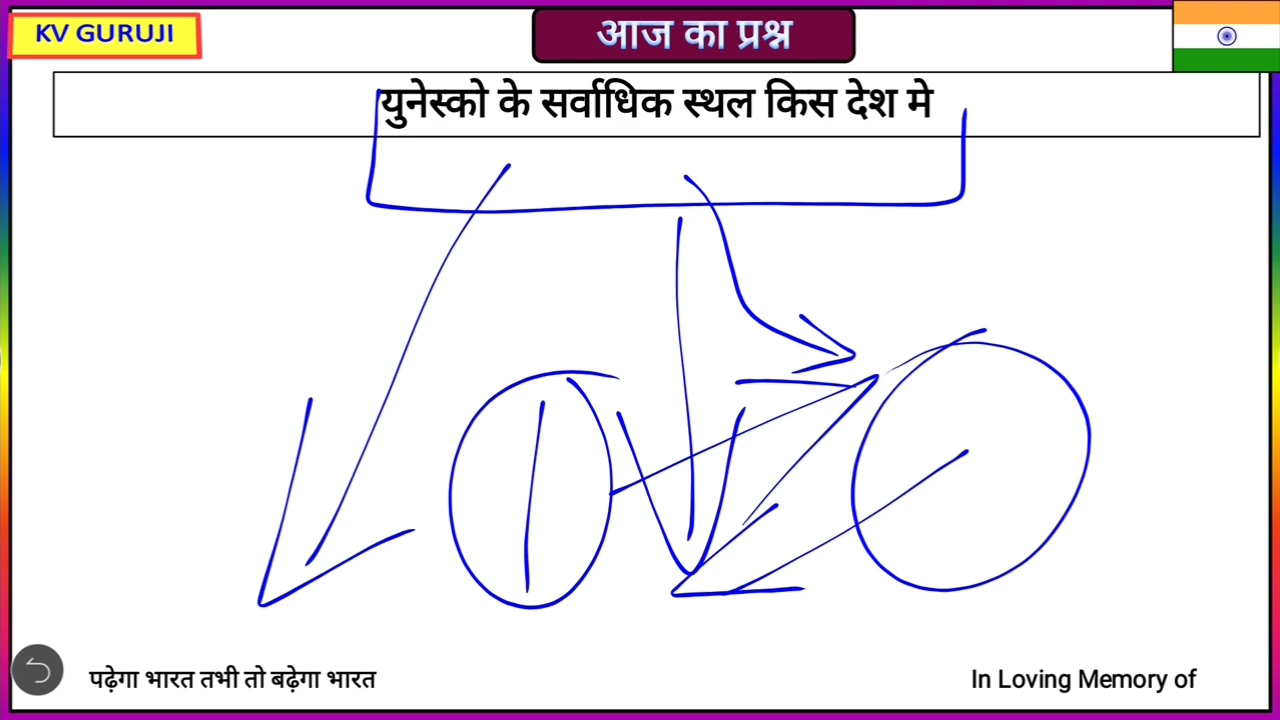 KV GURUJI
आज का प्रश्न
युनेस्को के सर्वाधिक स्थल किस देश मे
पढ़ेगा भारत तभी तो बढ़ेगा भारत
In Loving Memory of